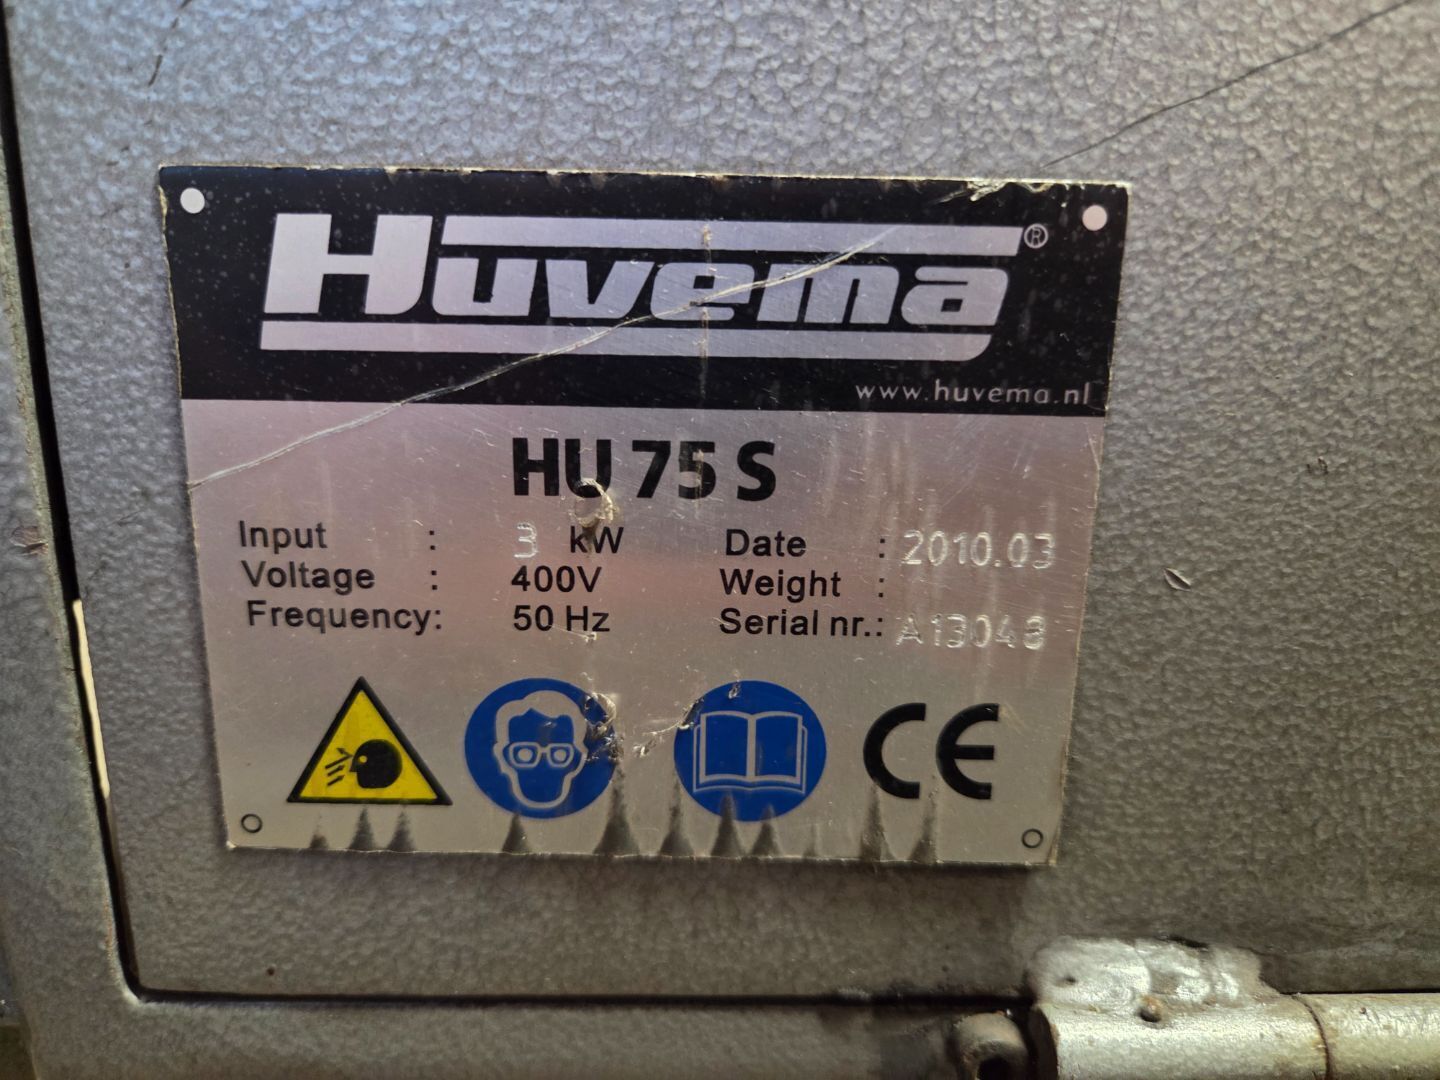 Huvema®
www.huvema.nl
HU 75 S
Input : 3 kW
Voltage : 400V
Frequency: 50 Hz
Date : 2010.03
Weight :
Serial nr.: A13048
CE